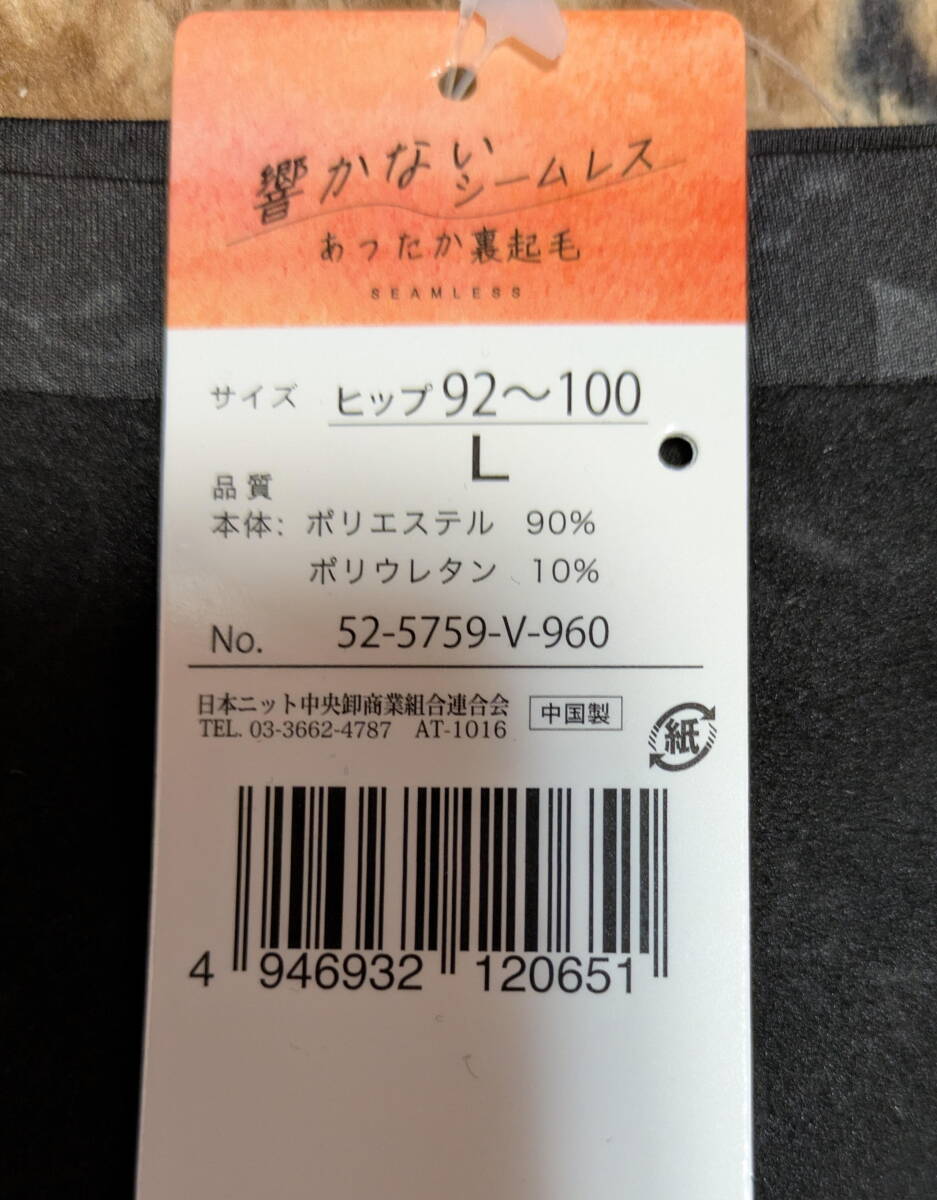 響かない
シームレス
あったか裏起毛
SEAMLESS
サイズ ヒップ 92～100
L
品質
本体: ポリエステル 90%
ポリウレタン 10%
No. 52-5759-V-960
日本ニット中央卸商業組合連合会 中国製
TEL. 03-3662-4787 AT-1016
紙
4 946932 120651